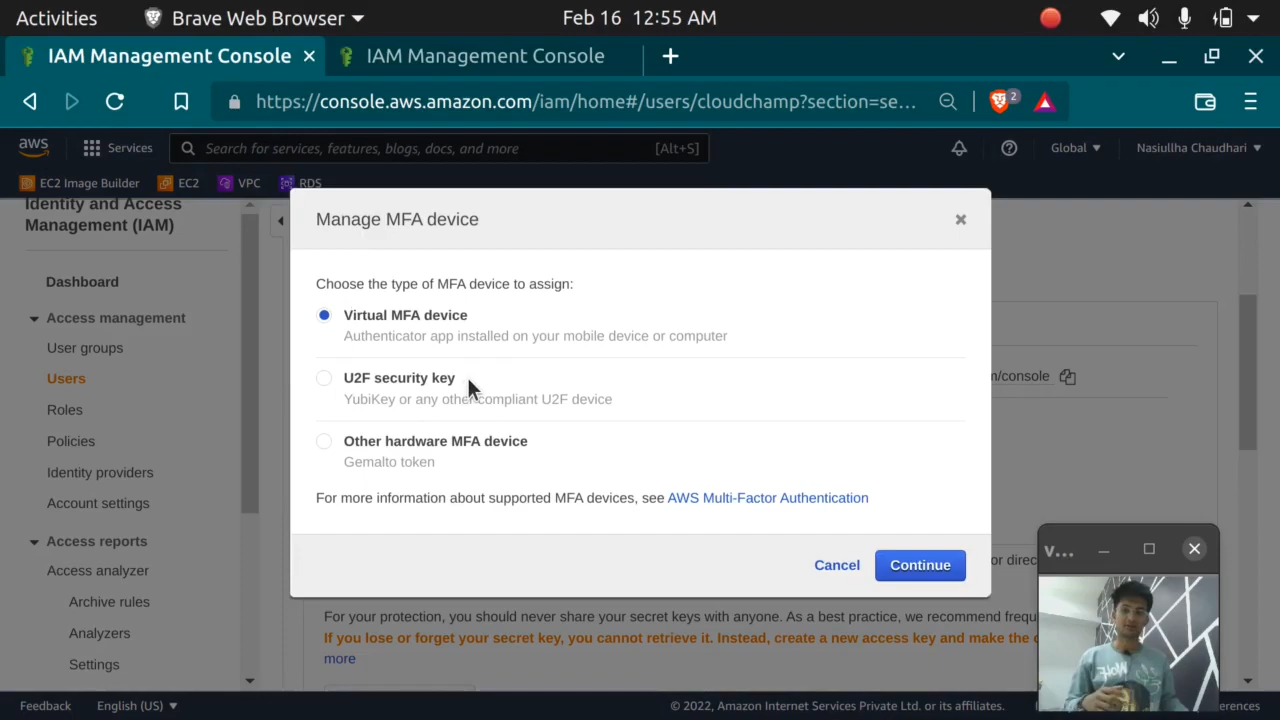 Activities Brave Web Browser Feb 16 12:55 AM
IAM Management Console IAM Management Console
https://console.aws.amazon.com/iam/home#/users/cloudchamp?section=se... 2
aws Services Search for services, features, blogs, docs, and more [Alt+S] Global Nasiullha Chaudhari
EC2 Image Builder EC2 VPC RDS
Identity and Access
Management (IAM)
Dashboard
Access management
User groups
Users
Roles
Policies
Identity providers
Account settings
Access reports
Access analyzer
Archive rules
Analyzers
Settings
Manage MFA device
Choose the type of MFA device to assign:
Virtual MFA device
Authenticator app installed on your mobile device or computer
U2F security key
YubiKey or any other compliant U2F device
Other hardware MFA device
Gemalto token
For more information about supported MFA devices, see AWS Multi-Factor Authentication
Cancel Continue
m/console
or direc
For your protection, you should never share your secret keys with anyone. As a best practice, we recommend frequ
If you lose or forget your secret key, you cannot retrieve it. Instead, create a new access key and make the
more
v...
Feedback English (US) © 2022, Amazon Internet Services Private Ltd. or its affiliates. erences